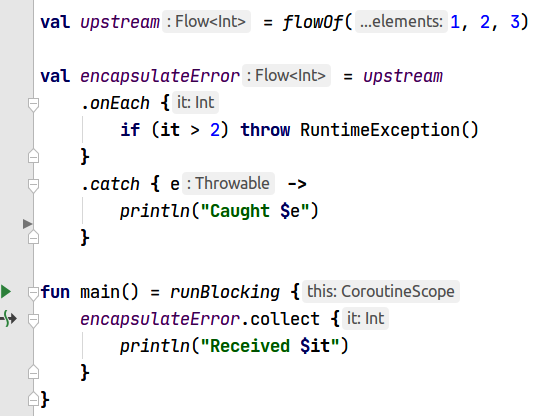 val upstream : Flow<Int> = flowOf( ...elements: 1, 2, 3)
val encapsulateError : Flow<Int> = upstream
.onEach { it: Int
if (it > 2) throw RuntimeException()
}
.catch { e : Throwable ->
println("Caught $e")
}
fun main() = runBlocking { this: CoroutineScope
encapsulateError.collect { it: Int
println("Received $it")
}
}